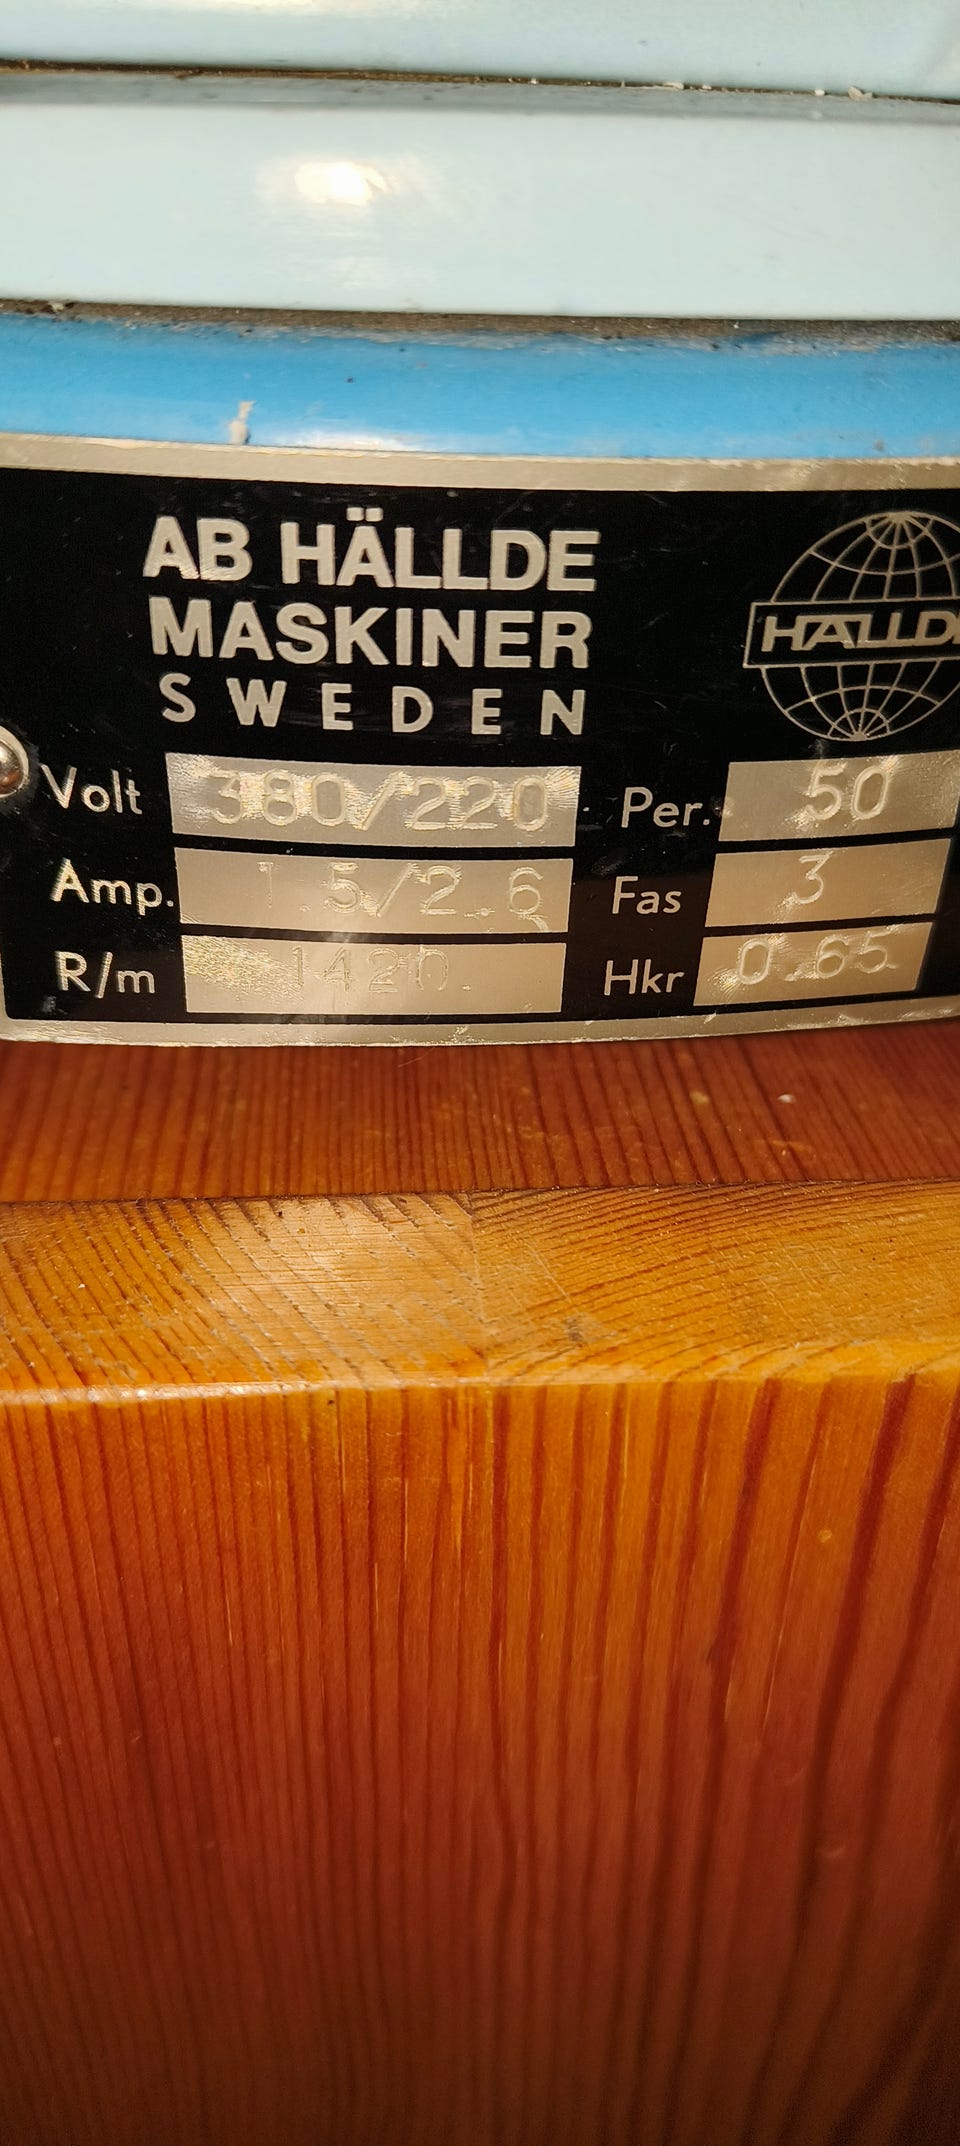 AB HÄLLDE
MASKINER
SWEDEN
HÄLLDE
Volt 380/220 Per. 50
Amp. 1.5/2.6 Fas 3
R/m 1420. Hkr 0.65